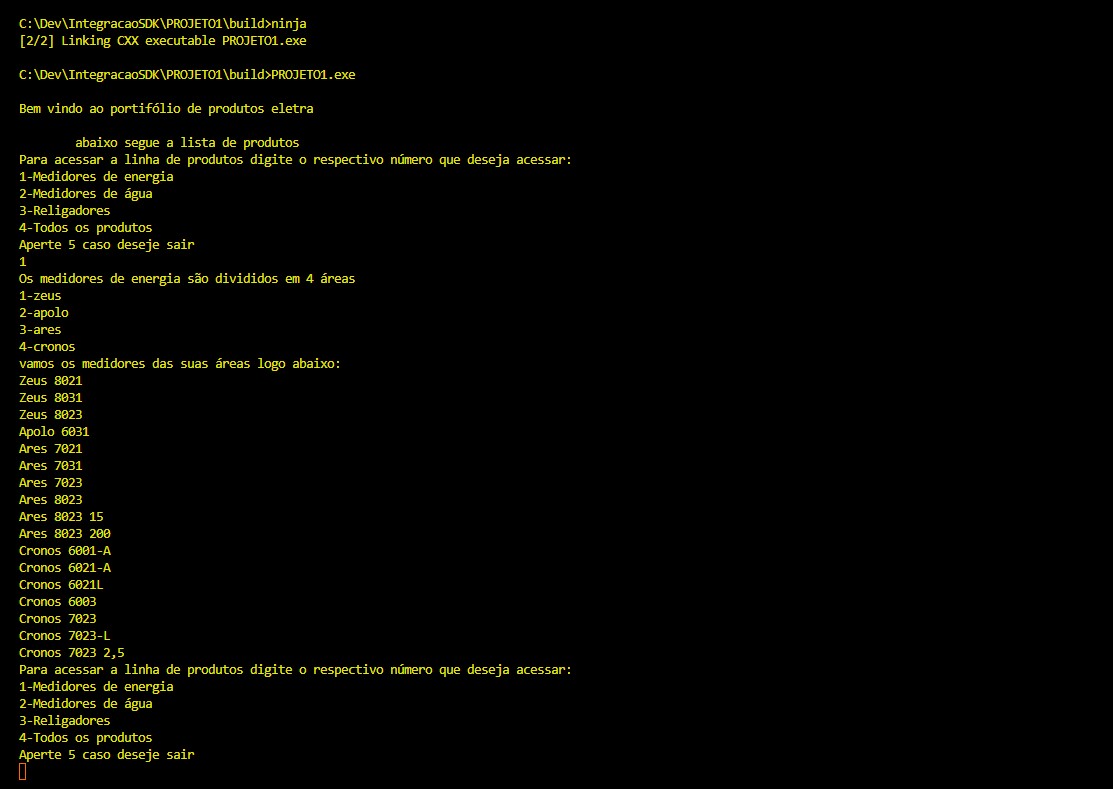 C:\Dev\IntegracaoSDK\PROJETO1\build>ninja
[2/2] Linking CXX executable PROJETO1.exe
C:\Dev\IntegracaoSDK\PROJETO1\build>PROJETO1.exe
Bem vindo ao portifólio de produtos eletra
abaixo segue a lista de produtos
Para acessar a linha de produtos digite o respectivo número que deseja acessar:
1-Medidores de energia
2-Medidores de água
3-Religadores
4-Todos os produtos
Aperte 5 caso deseje sair
1
Os medidores de energia são divididos em 4 áreas
1-zeus
2-apolo
3-ares
4-cronos
vamos os medidores das suas áreas logo abaixo:
Zeus 8021
Zeus 8031
Zeus 8023
Apolo 6031
Ares 7021
Ares 7031
Ares 7023
Ares 8023
Ares 8023 15
Ares 8023 200
Cronos 6001-A
Cronos 6021-A
Cronos 6021L
Cronos 6003
Cronos 7023
Cronos 7023-L
Cronos 7023 2,5
Para acessar a linha de produtos digite o respectivo número que deseja acessar:
1-Medidores de energia
2-Medidores de água
3-Religadores
4-Todos os produtos
Aperte 5 caso deseje sair